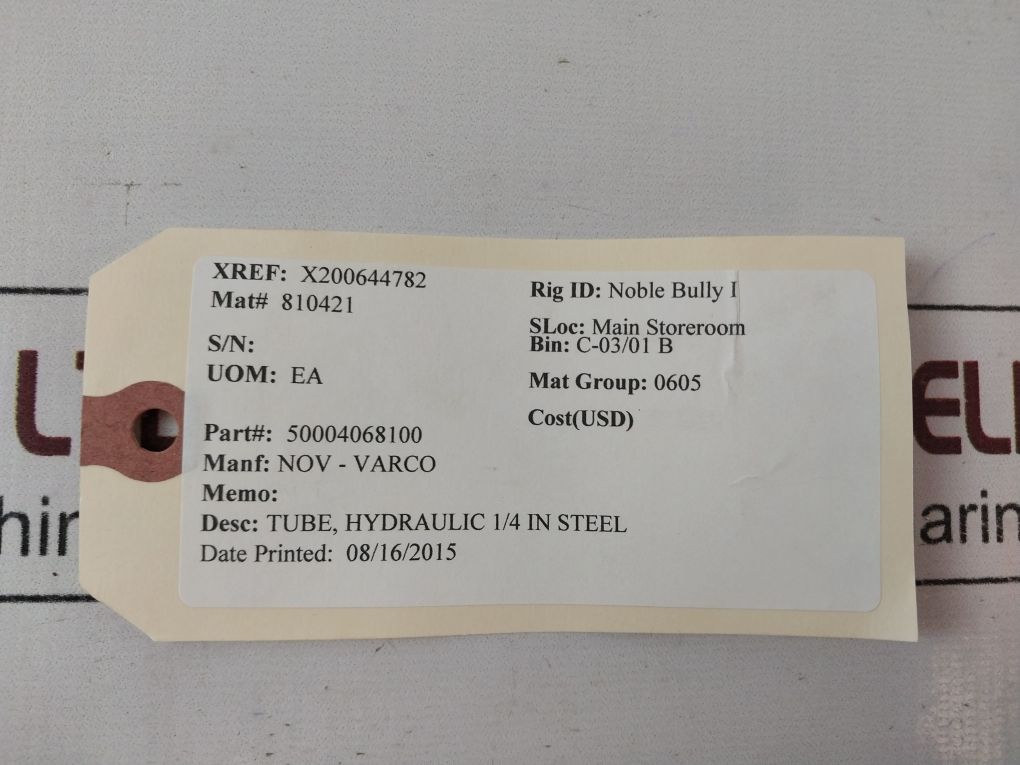 XREF: X200644782
Mat# 810421
S/N:
UOM: EA
Rig ID: Noble Bully I
SLoc: Main Storeroom
Bin: C-03/01 B
Mat Group: 0605
Cost(USD)
Part#: 50004068100
Manf: NOV - VARCO
Memo:
Desc: TUBE, HYDRAULIC 1/4 IN STEEL
Date Printed: 08/16/2015